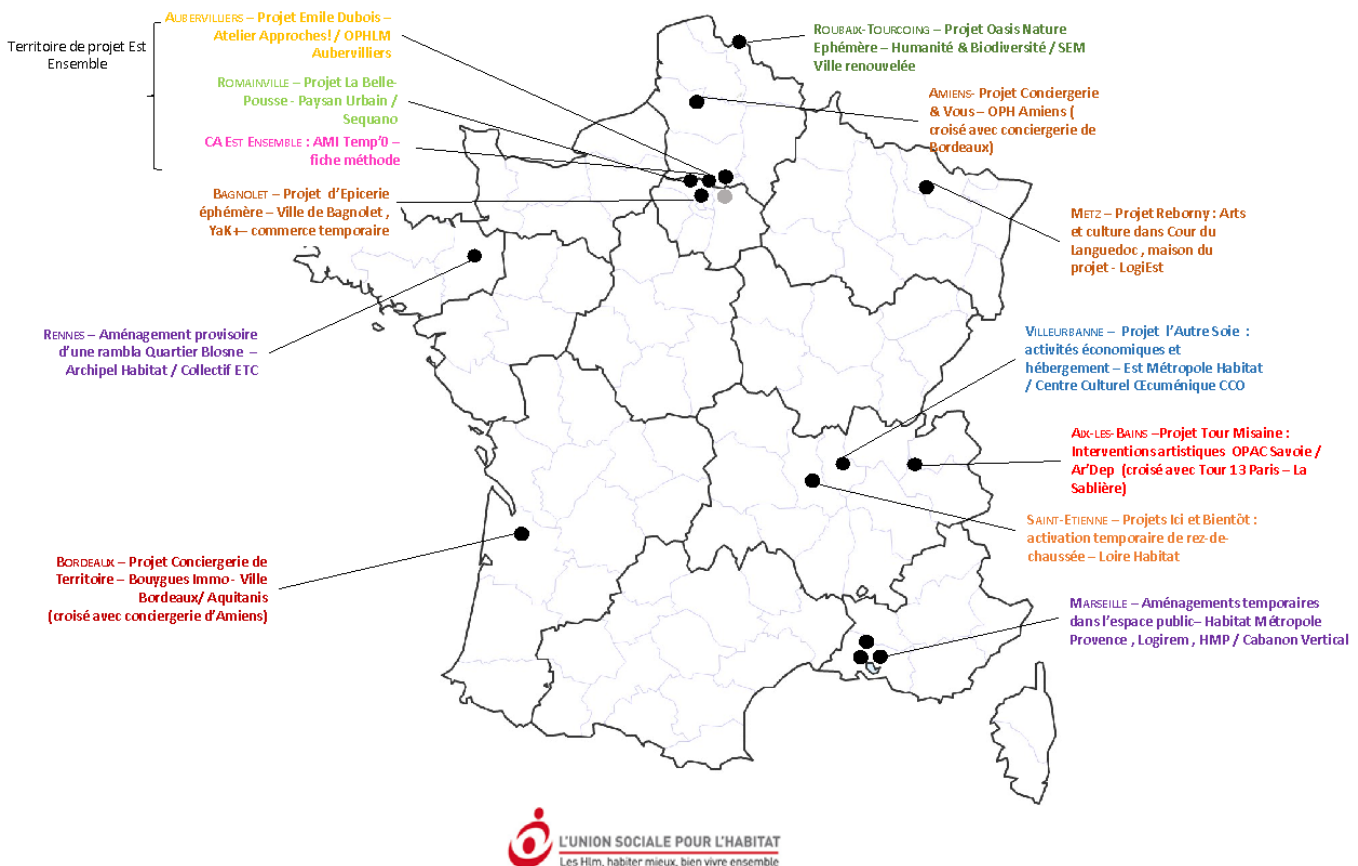 Territoire de projet Est
Ensemble
AUBERVILLIERS – Projet Emile Dubois –
Atelier Approches! / OPHLM
Aubervilliers
ROMAINVILLE – Projet La Belle-
Pousse - Paysan Urbain /
Sequano
CA EST ENSEMBLE : AMI Temp'0 –
fiche méthode
BAGNOLET – Projet d'Epicerie
éphémère – Ville de Bagnolet ,
YaK+– commerce temporaire
RENNES – Aménagement provisoire
d'une rambla Quartier Blosne –
Archipel Habitat / Collectif ETC
BORDEAUX – Projet Conciergerie de
Territoire – Bouygues Immo - Ville
Bordeaux/ Aquitanis
(croisé avec conciergerie d'Amiens)
ROUBAIX-TOURCOING – Projet Oasis Nature
Ephémère – Humanité & Biodiversité / SEM
Ville renouvelée
AMIENS- Projet Conciergerie
& Vous – OPH Amiens (
croisé avec conciergerie de
Bordeaux)
METZ – Projet Reborny : Arts
et culture dans Cour du
Languedoc , maison du
projet - LogiEst
VILLEURBANNE – Projet l'Autre Soie :
activités économiques et
hébergement – Est Métropole Habitat
/ Centre Culturel Œcuménique CCO
AIX-LES-BAINS –Projet Tour Misaine :
Interventions artistiques OPAC Savoie /
Ar'Dep (croisé avec Tour 13 Paris – La
Sablière)
SAINT-ETIENNE – Projets Ici et Bientôt :
activation temporaire de rez-de-
chaussée – Loire Habitat
MARSEILLE – Aménagements temporaires
dans l'espace public– Habitat Métropole
Provence , Logirem , HMP / Cabanon Vertical
L'UNION SOCIALE POUR L'HABITAT
Les Hlm, habiter mieux, bien vivre ensemble